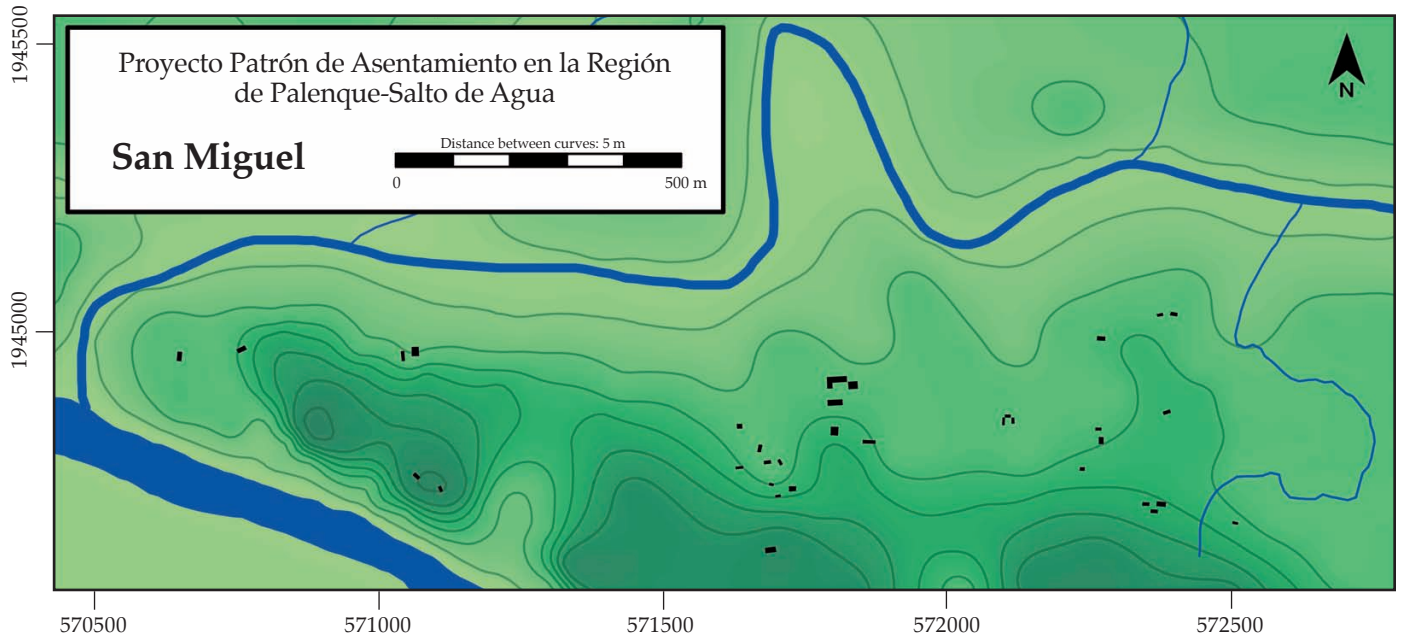 Proyecto Patrón de Asentamiento en la Región
de Palenque-Salto de Agua
San Miguel
Distance between curves: 5 m
0 500 m
N
1945500
1945000
570500 571000 571500 572000 572500